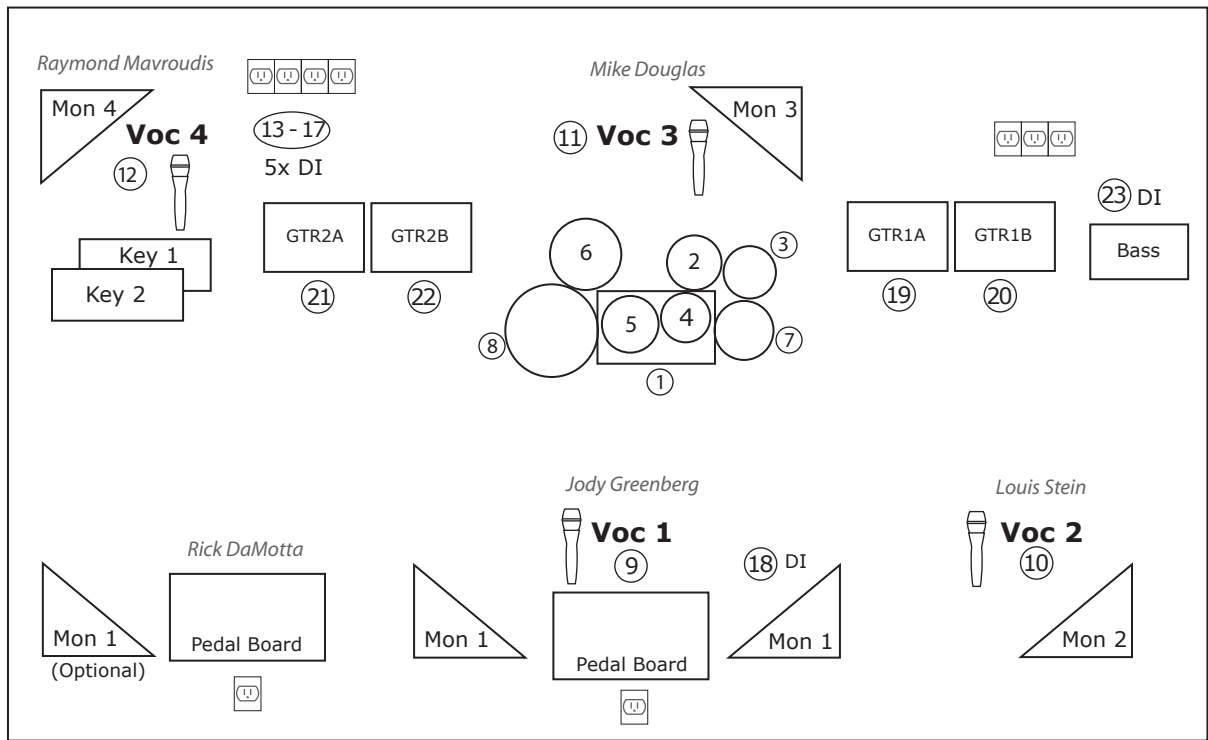 Raymond Mavroudis
Mike Douglas
Mon 4
Voc 4
12
13 - 17
5x DI
11 Voc 3
Mon 3
23 DI
Key 1
Key 2
GTR2A
GTR2B
21
22
6
2
3
5
4
8
7
1
GTR1A
GTR1B
19
20
Bass
Rick DaMotta
Mon 1
(Optional)
Pedal Board
Jody Greenberg
Voc 1
9
18 DI
Mon 1
Pedal Board
Mon 1
Louis Stein
Voc 2
10
Mon 2